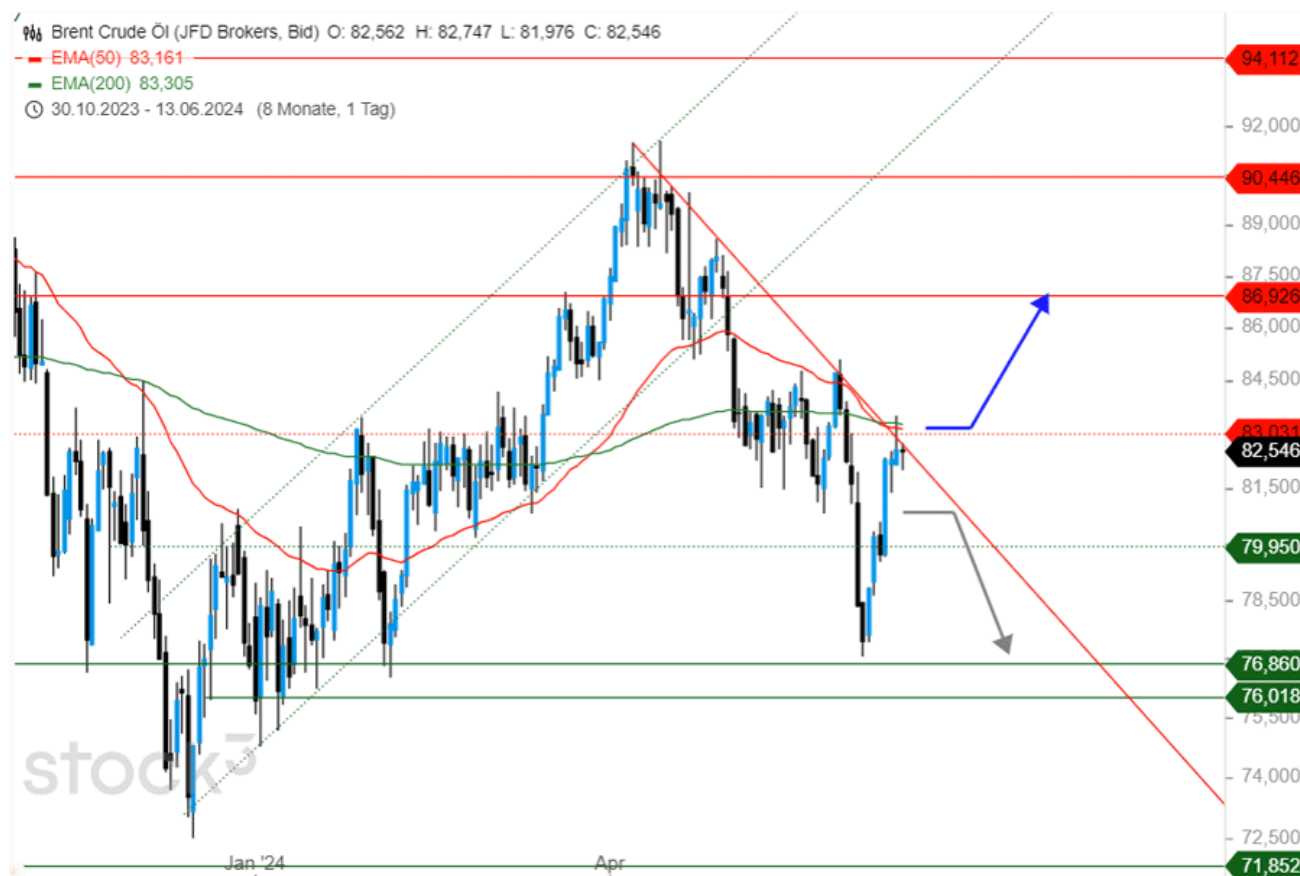 Brent Crude Öl (JFD Brokers, Bid) O: 82,562 H: 82,747 L: 81,976 C: 82,546
EMA(50) 83,161
EMA(200) 83,305
30.10.2023 - 13.06.2024 (8 Monate, 1 Tag)
94,112
92,000
90,446
89,000
87,500
86,926
86,000
84,500
83,031
82,546
81,500
79,950
78,500
76,860
76,018
75,500
74,000
72,500
71,852
stock3
Jan '24
Apr